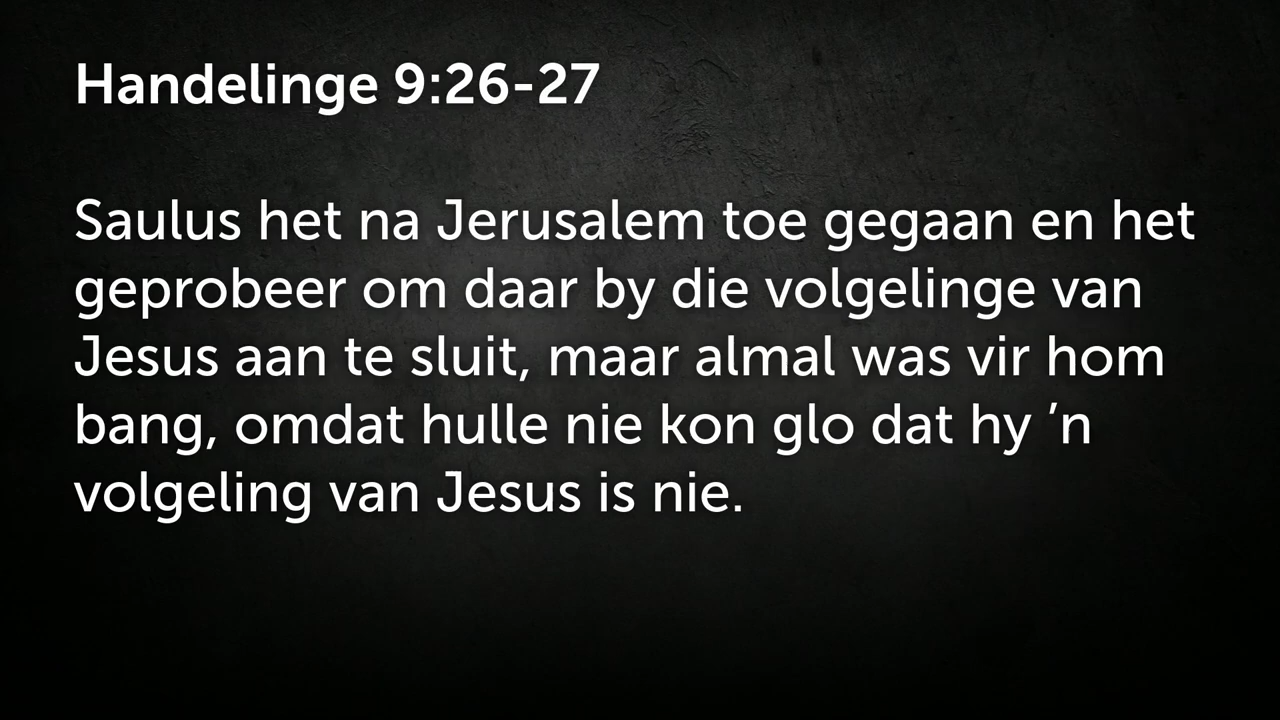 Handelinge 9:26-27
Saulus het na Jerusalem toe gegaan en het
geprobeer om daar by die volgelinge van
Jesus aan te sluit, maar almal was vir hom
bang, omdat hulle nie kon glo dat hy ’n
volgeling van Jesus is nie.